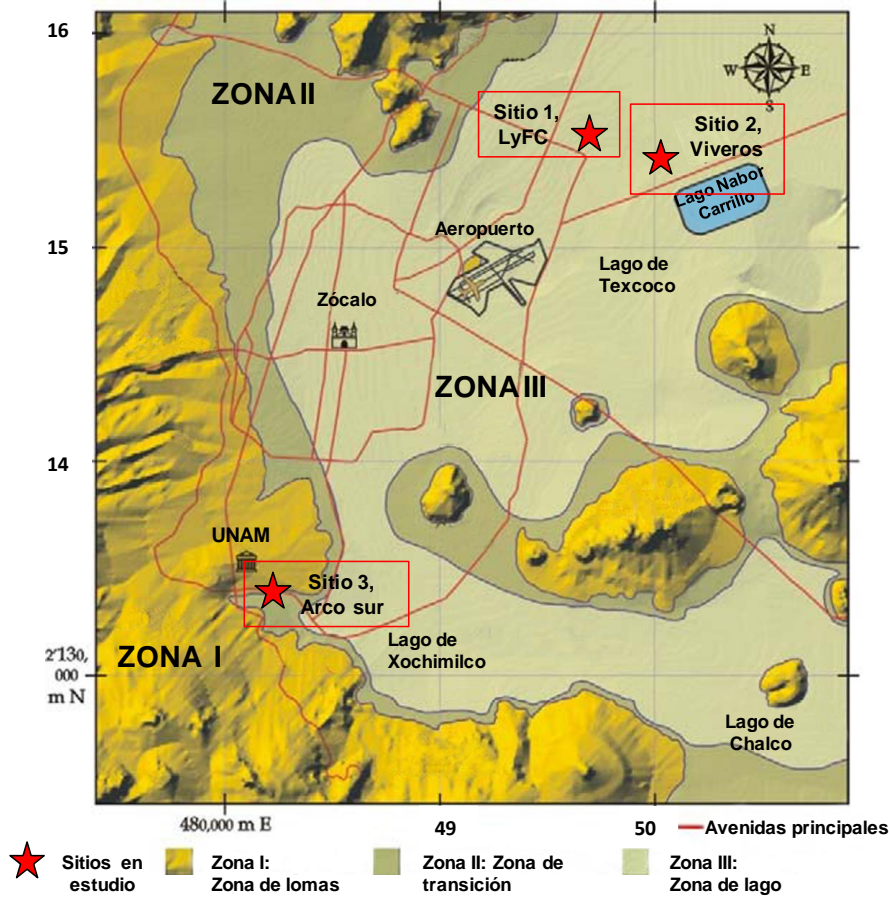 16
N
W E
S
ZONA II
Sitio 1,
LyFC
Sitio 2,
Viveros
Lago Nabor
Carrillo
Aeropuerto
15
Lago de
Texcoco
Zócalo
ZONA III
14
UNAM
Sitio 3,
Arco sur
Lago de
Xochimilco
2'130,
000
m N
ZONA I
Lago de
Chalco
480,000 m E
49
50
Avenidas principales
Sitios en
estudio
Zona I:
Zona de lomas
Zona II: Zona de
transición
Zona III:
Zona de lago